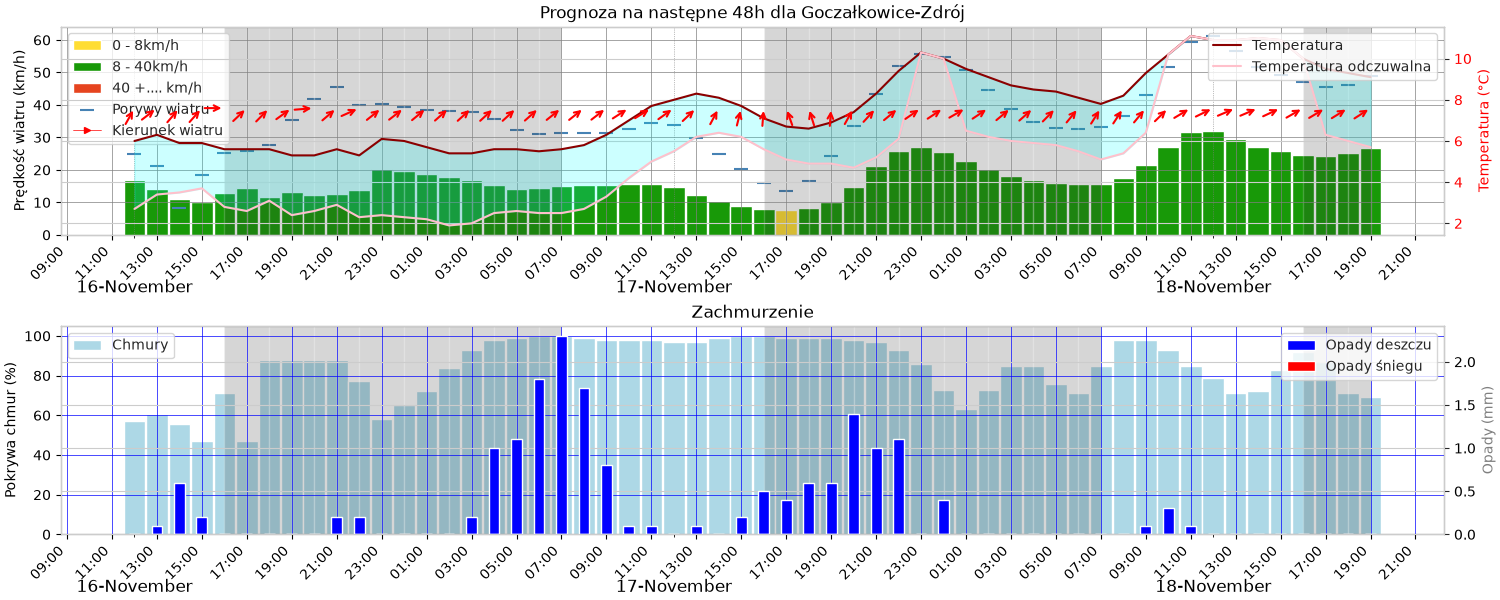 Prognoza na następne 48h dla Goczałkowice-Zdrój
Prędkość wiatru (km/h)
60
50
40
30
20
10
0
0 - 8km/h
8 - 40km/h
40 +.... km/h
Porywy wiatru
Kierunek wiatru
Temperatura
Temperatura odczuwalna
10
8
6
4
2
Temperatura (°C)
09:00 11:00 13:00 15:00 17:00 19:00 21:00 23:00 01:00 03:00 05:00 07:00 09:00 11:00 13:00 15:00 17:00 19:00 21:00 23:00 01:00 03:00 05:00 07:00 09:00 11:00 13:00 15:00 17:00 19:00 21:00
16-November 17-November 18-November
Zachmurzenie
Pokrywa chmur (%)
100
80
60
40
20
0
Chmury
Opady deszczu
Opady śniegu
2.0
1.5
1.0
0.5
0.0
Opady (mm)
09:00 11:00 13:00 15:00 17:00 19:00 21:00 23:00 01:00 03:00 05:00 07:00 09:00 11:00 13:00 15:00 17:00 19:00 21:00 23:00 01:00 03:00 05:00 07:00 09:00 11:00 13:00 15:00 17:00 19:00 21:00
16-November 17-November 18-November